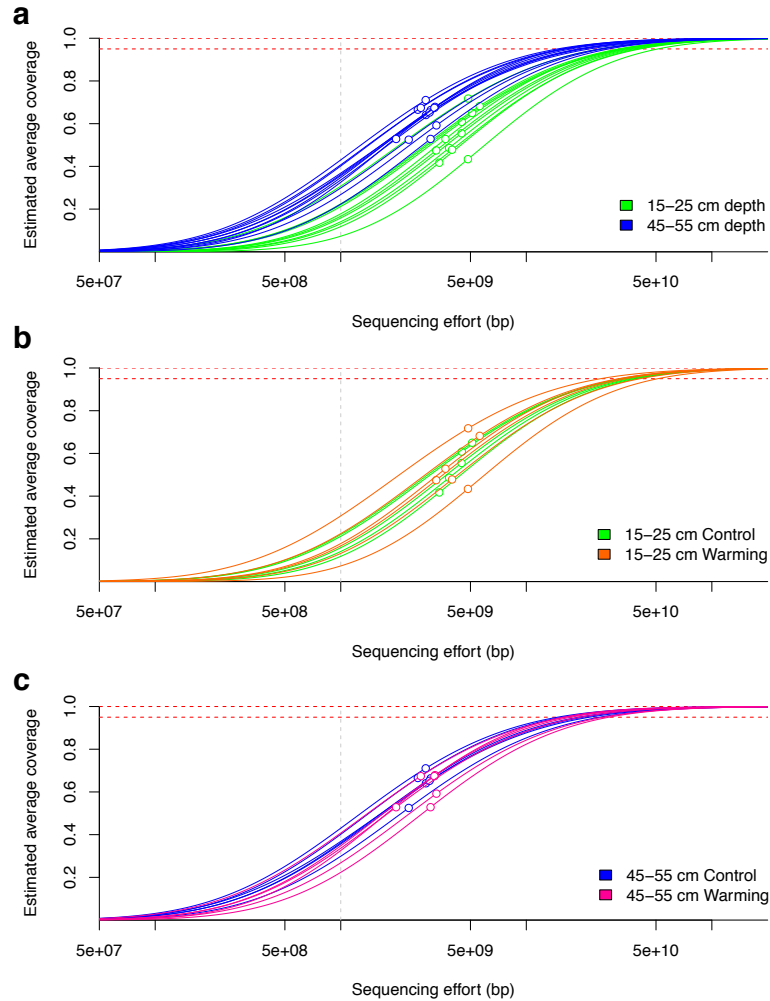 a
Estimated average coverage
1.0
0.8
0.6
0.4
0.2
15−25 cm depth
45−55 cm depth
5e+07 5e+08 5e+09 5e+10
Sequencing effort (bp)
b
Estimated average coverage
1.0
0.8
0.6
0.4
0.2
15−25 cm Control
15−25 cm Warming
5e+07 5e+08 5e+09 5e+10
Sequencing effort (bp)
c
Estimated average coverage
1.0
0.8
0.6
0.4
0.2
45−55 cm Control
45−55 cm Warming
5e+07 5e+08 5e+09 5e+10
Sequencing effort (bp)